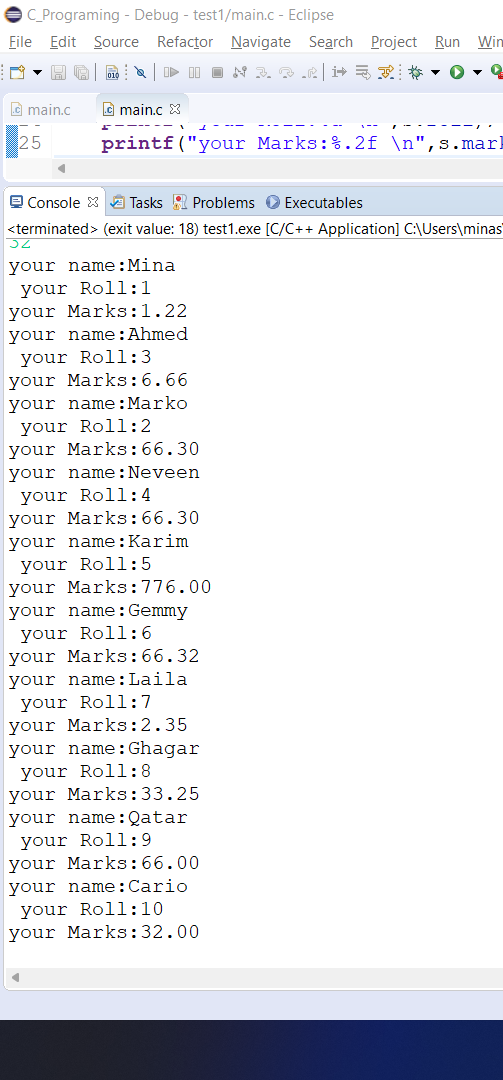 C_Programing - Debug - test1/main.c - Eclipse
File Edit Source Refactor Navigate Search Project Run
main.c main.c
25 printf("your Marks:%.2f \n",s.mark
Console Tasks Problems Executables
<terminated> (exit value: 18) test1.exe [C/C++ Application] C:\Users\minas
32
your name:Mina
your Roll:1
your Marks:1.22
your name:Ahmed
your Roll:3
your Marks:6.66
your name:Marko
your Roll:2
your Marks:66.30
your name:Neveen
your Roll:4
your Marks:66.30
your name:Karim
your Roll:5
your Marks:776.00
your name:Gemmy
your Roll:6
your Marks:66.32
your name:Laila
your Roll:7
your Marks:2.35
your name:Ghagar
your Roll:8
your Marks:33.25
your name:Qatar
your Roll:9
your Marks:66.00
your name:Cario
your Roll:10
your Marks:32.00